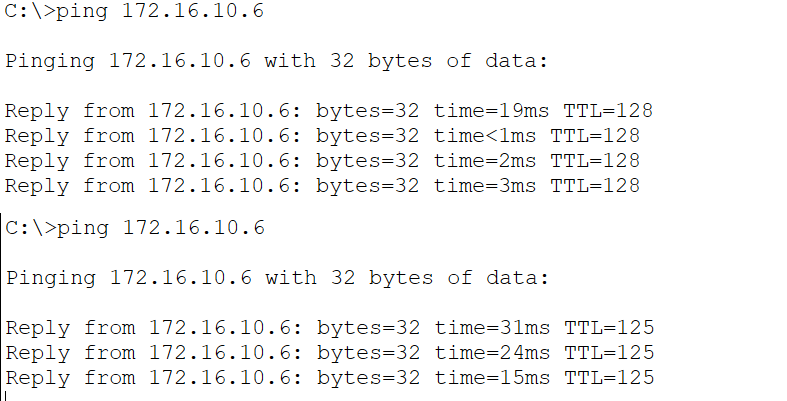 C:\>ping 172.16.10.6
Pinging 172.16.10.6 with 32 bytes of data:
Reply from 172.16.10.6: bytes=32 time=19ms TTL=128
Reply from 172.16.10.6: bytes=32 time<1ms TTL=128
Reply from 172.16.10.6: bytes=32 time=2ms TTL=128
Reply from 172.16.10.6: bytes=32 time=3ms TTL=128
C:\>ping 172.16.10.6
Pinging 172.16.10.6 with 32 bytes of data:
Reply from 172.16.10.6: bytes=32 time=31ms TTL=125
Reply from 172.16.10.6: bytes=32 time=24ms TTL=125
Reply from 172.16.10.6: bytes=32 time=15ms TTL=125